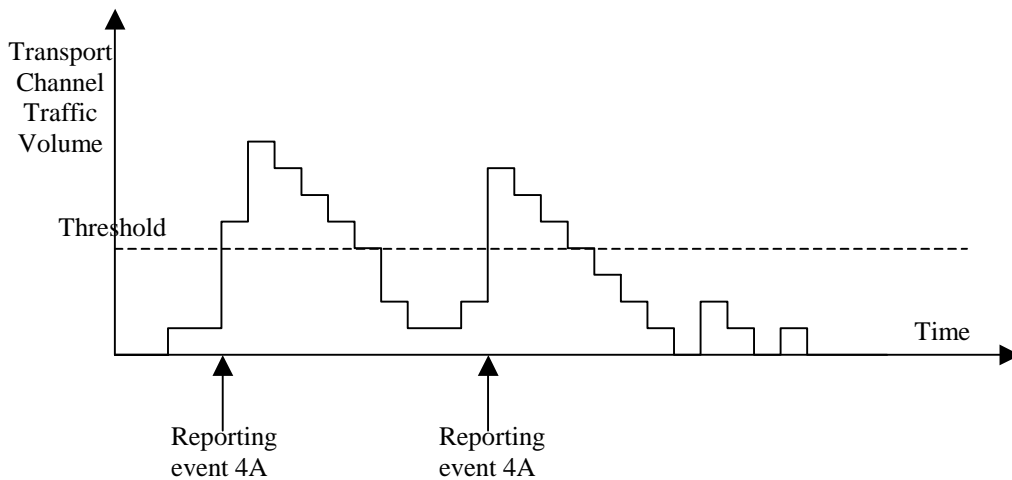 Transport
Channel
Traffic
Volume
Threshold
Time
Reporting
event 4A
Reporting
event 4A